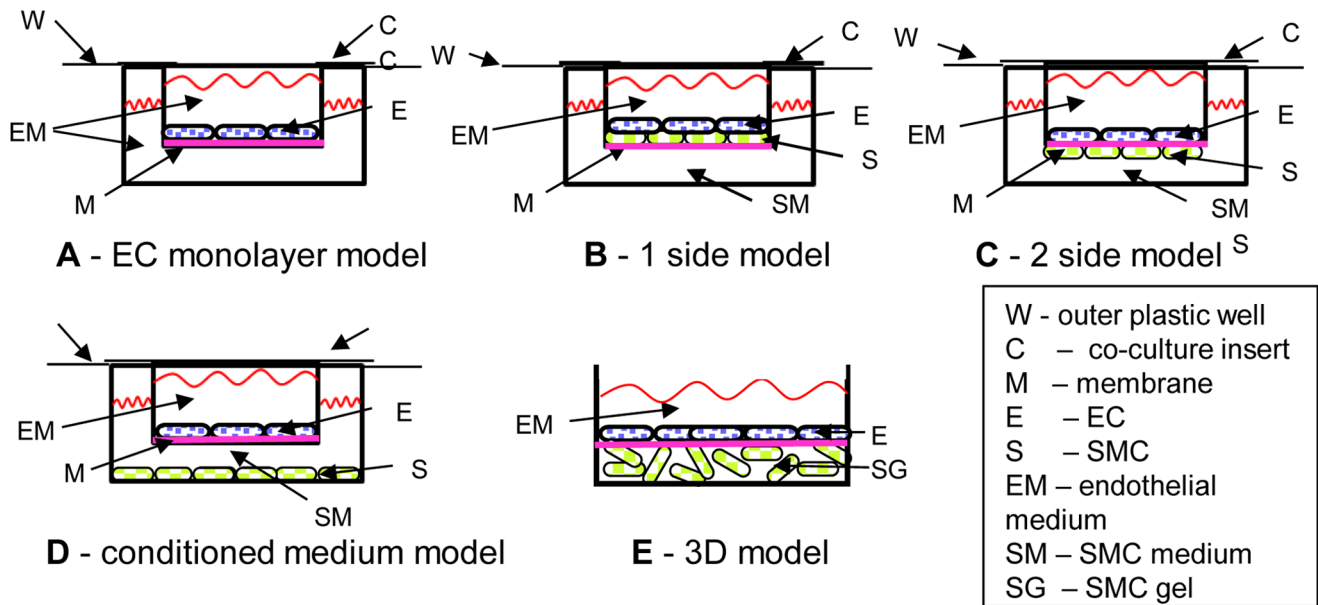 W
C
C
E
EM
M
A - EC monolayer model
W
C
EM
E
S
M
SM
B - 1 side model
W
C
EM
E
S
M
SM
S
C - 2 side model
EM
E
M
S
SM
D - conditioned medium model
EM
E
SG
E - 3D model
W - outer plastic well
C – co-culture insert
M – membrane
E – EC
S – SMC
EM – endothelial
medium
SM – SMC medium
SG – SMC gel